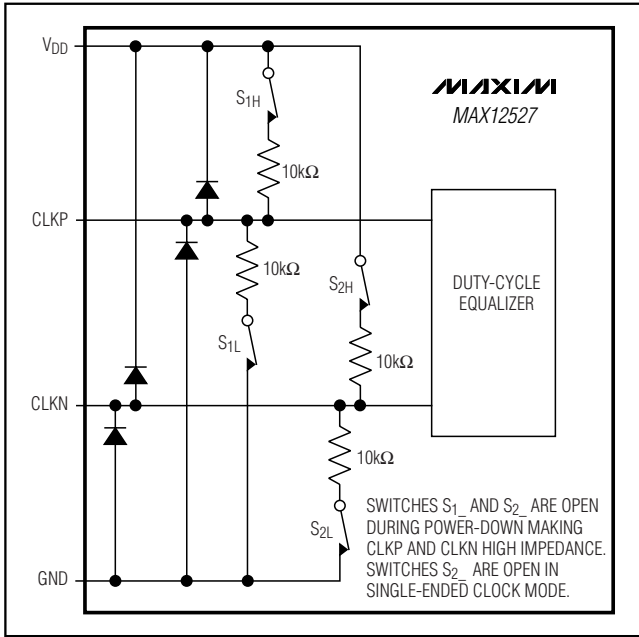 VDD
MAXIM
MAX12527
S1H
10kΩ
CLKP
10kΩ
S2H
DUTY-CYCLE
EQUALIZER
S1L
10kΩ
CLKN
10kΩ
S2L
SWITCHES S1_ AND S2_ ARE OPEN
DURING POWER-DOWN MAKING
CLKP AND CLKN HIGH IMPEDANCE.
SWITCHES S2_ ARE OPEN IN
SINGLE-ENDED CLOCK MODE.
GND